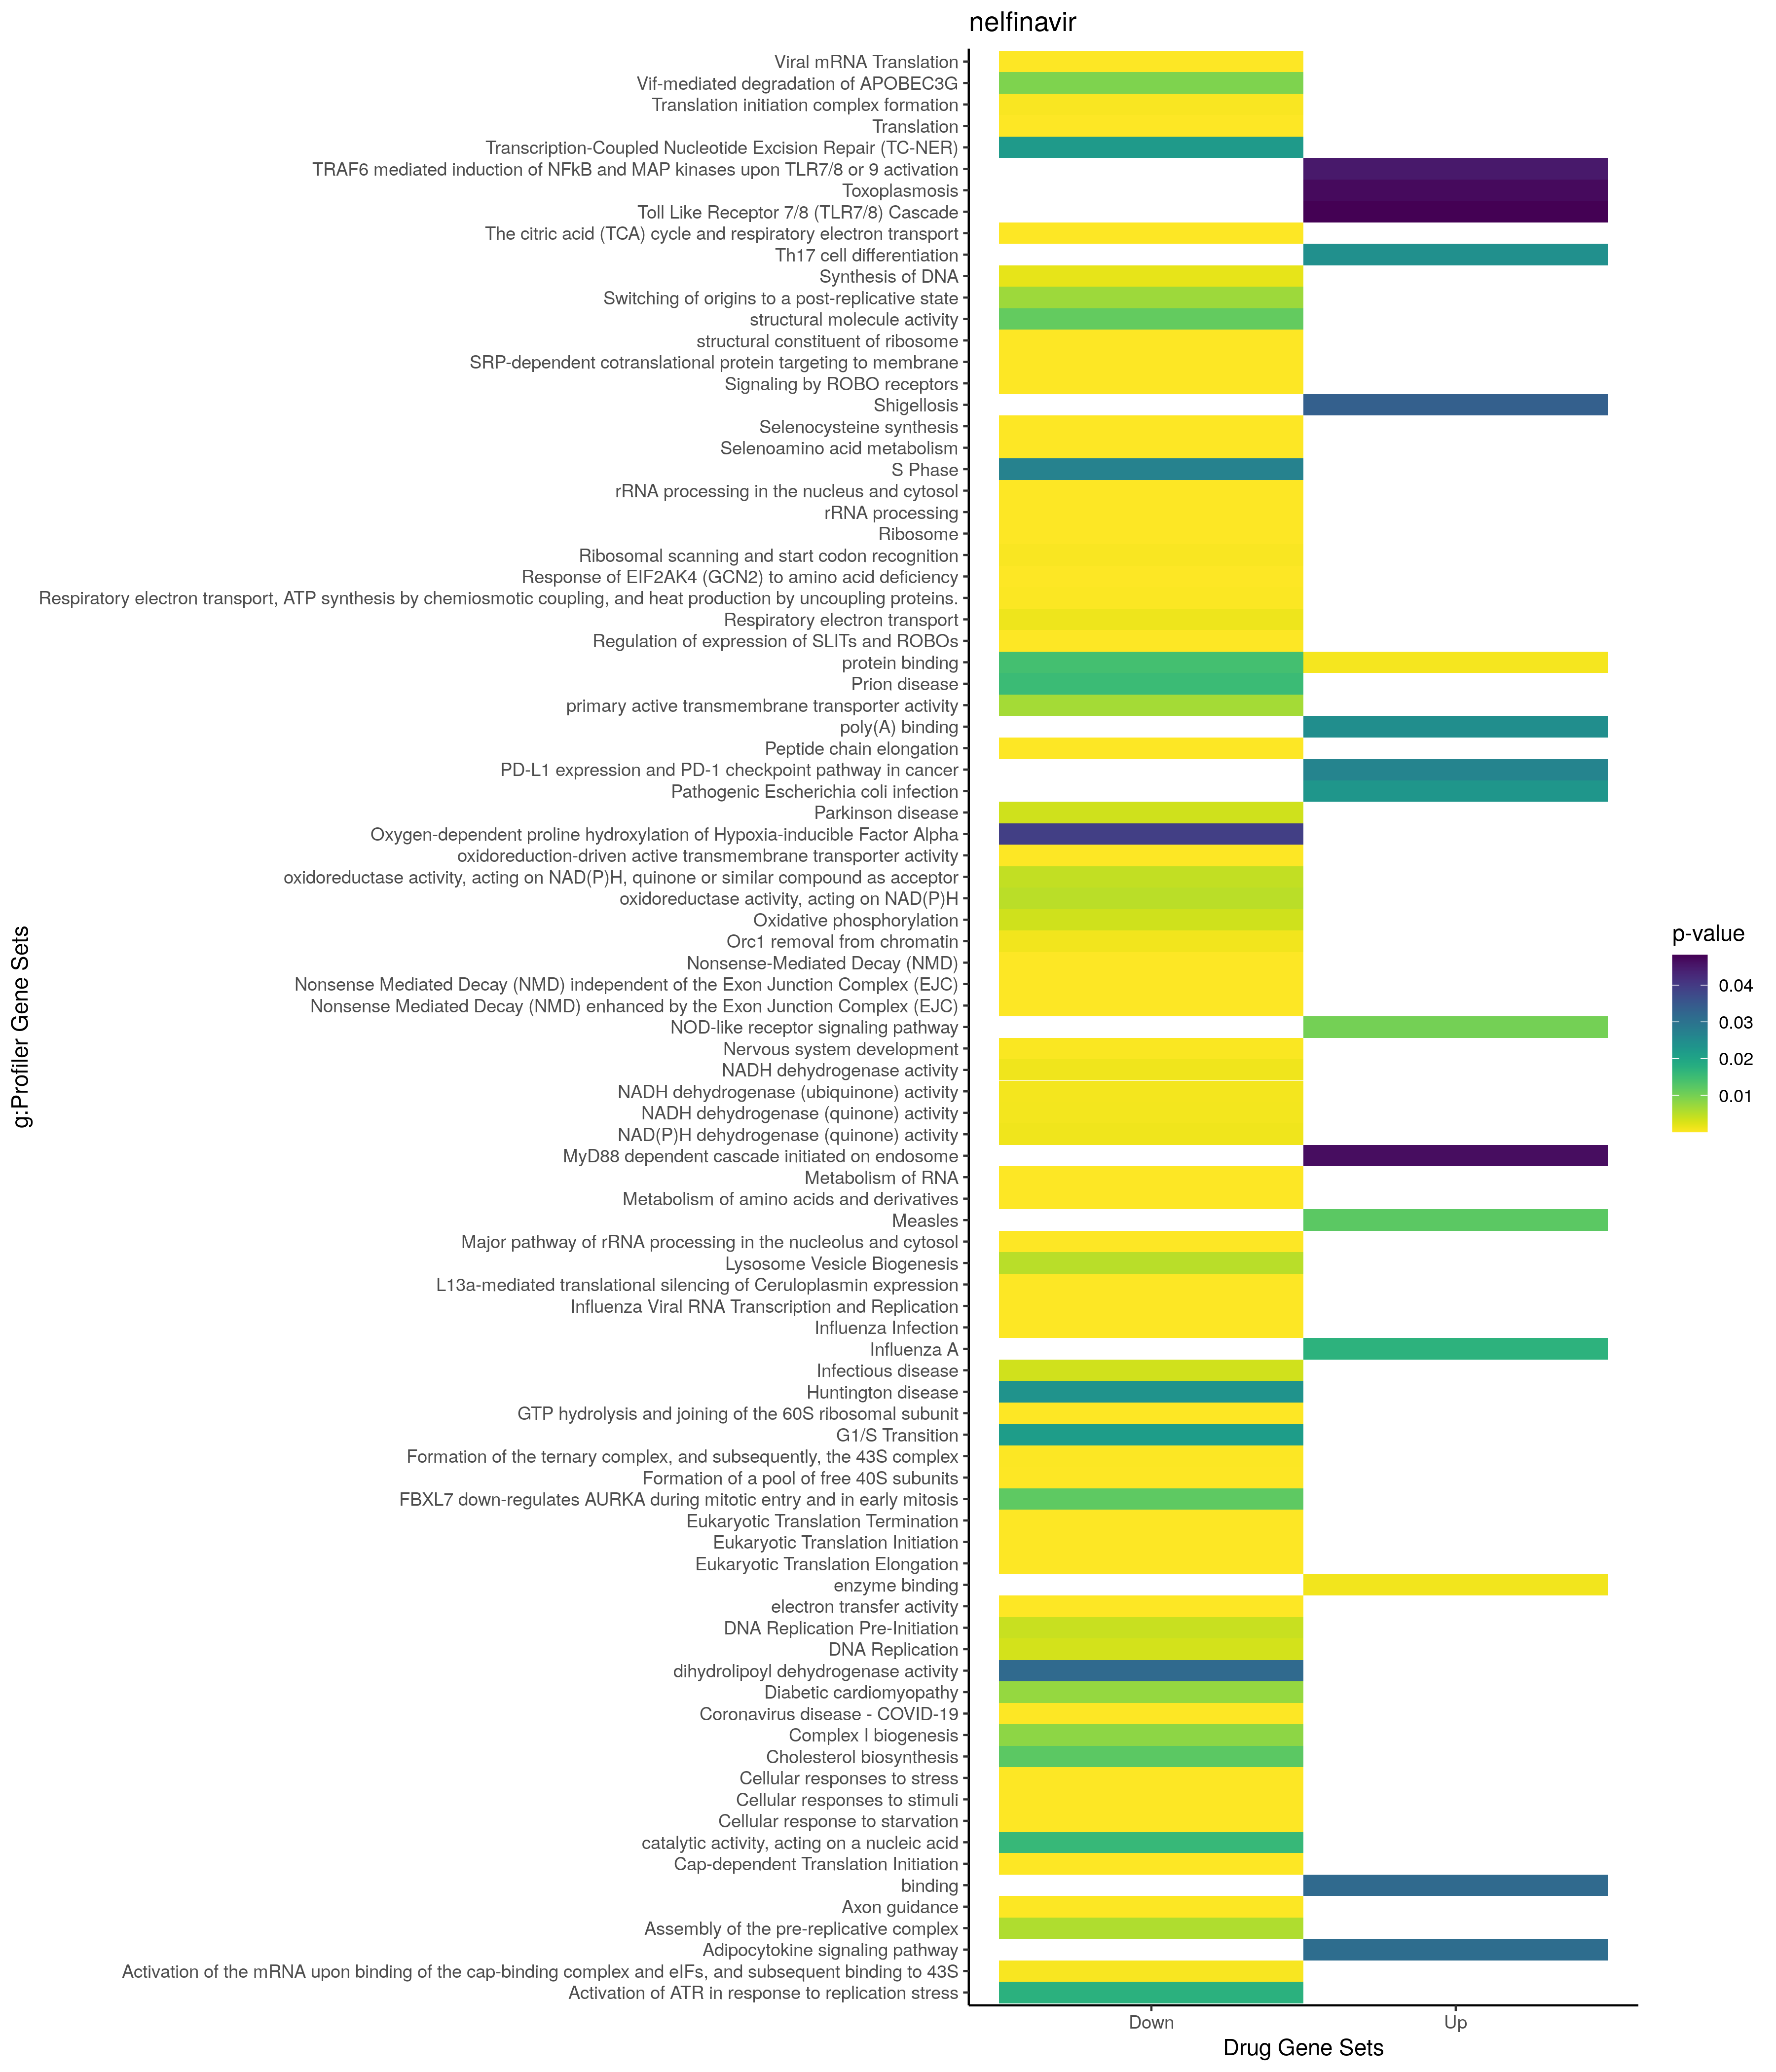 nelfinavir
Viral mRNA Translation
Vif-mediated degradation of APOBEC3G
Translation initiation complex formation
Translation
Transcription-Coupled Nucleotide Excision Repair (TC-NER)
TRAF6 mediated induction of NFkB and MAP kinases upon TLR7/8 or 9 activation
Toxoplasmosis
Toll Like Receptor 7/8 (TLR7/8) Cascade
The citric acid (TCA) cycle and respiratory electron transport
Th17 cell differentiation
Synthesis of DNA
Switching of origins to a post-replicative state
structural molecule activity
structural constituent of ribosome
SRP-dependent cotranslational protein targeting to membrane
Signaling by ROBO receptors
Shigellosis
Selenocysteine synthesis
Selenoamino acid metabolism
S Phase
rRNA processing in the nucleus and cytosol
rRNA processing
Ribosome
Ribosomal scanning and start codon recognition
Response of EIF2AK4 (GCN2) to amino acid deficiency
Respiratory electron transport, ATP synthesis by chemiosmotic coupling, and heat production by uncoupling proteins.
Respiratory electron transport
Regulation of expression of SLITs and ROBOs
protein binding
Prion disease
primary active transmembrane transporter activity
poly(A) binding
Peptide chain elongation
PD-L1 expression and PD-1 checkpoint pathway in cancer
Pathogenic Escherichia coli infection
Parkinson disease
Oxygen-dependent proline hydroxylation of Hypoxia-inducible Factor Alpha
oxidoreduction-driven active transmembrane transporter activity
oxidoreductase activity, acting on NAD(P)H, quinone or similar compound as acceptor
oxidoreductase activity, acting on NAD(P)H
Oxidative phosphorylation
Orc1 removal from chromatin
Nonsense-Mediated Decay (NMD)
Nonsense Mediated Decay (NMD) independent of the Exon Junction Complex (EJC)
Nonsense Mediated Decay (NMD) enhanced by the Exon Junction Complex (EJC)
NOD-like receptor signaling pathway
Nervous system development
NADH dehydrogenase activity
NADH dehydrogenase (ubiquinone) activity
NADH dehydrogenase (quinone) activity
NAD(P)H dehydrogenase (quinone) activity
MyD88 dependent cascade initiated on endosome
Metabolism of RNA
Metabolism of amino acids and derivatives
Measles
Major pathway of rRNA processing in the nucleolus and cytosol
Lysosome Vesicle Biogenesis
L13a-mediated translational silencing of Ceruloplasmin expression
Influenza Viral RNA Transcription and Replication
Influenza Infection
Influenza A
Infectious disease
Huntington disease
GTP hydrolysis and joining of the 60S ribosomal subunit
G1/S Transition
Formation of the ternary complex, and subsequently, the 43S complex
Formation of a pool of free 40S subunits
FBXL7 down-regulates AURKA during mitotic entry and in early mitosis
Eukaryotic Translation Termination
Eukaryotic Translation Initiation
Eukaryotic Translation Elongation
enzyme binding
electron transfer activity
DNA Replication Pre-Initiation
DNA Replication
dihydrolipoyl dehydrogenase activity
Diabetic cardiomyopathy
Coronavirus disease - COVID-19
Complex I biogenesis
Cholesterol biosynthesis
Cellular responses to stress
Cellular responses to stimuli
Cellular response to starvation
catalytic activity, acting on a nucleic acid
Cap-dependent Translation Initiation
binding
Axon guidance
Assembly of the pre-replicative complex
Adipocytokine signaling pathway
Activation of the mRNA upon binding of the cap-binding complex and eIFs, and subsequent binding to 43S
Activation of ATR in response to replication stress
g:Profiler Gene Sets
Down
Up
Drug Gene Sets
p-value
0.04
0.03
0.02
0.01